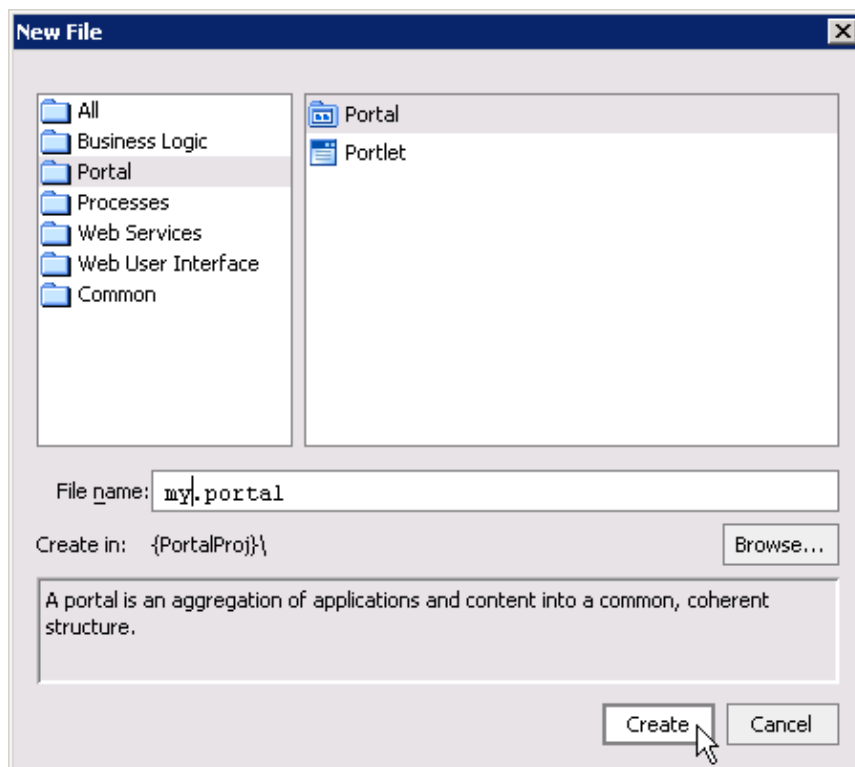 New File
All
Business Logic
Portal
Processes
Web Services
Web User Interface
Common
Portal
Portlet
File name: my.portal
Create in: {PortalProj}\
Browse...
A portal is an aggregation of applications and content into a common, coherent
structure.
Create Cancel